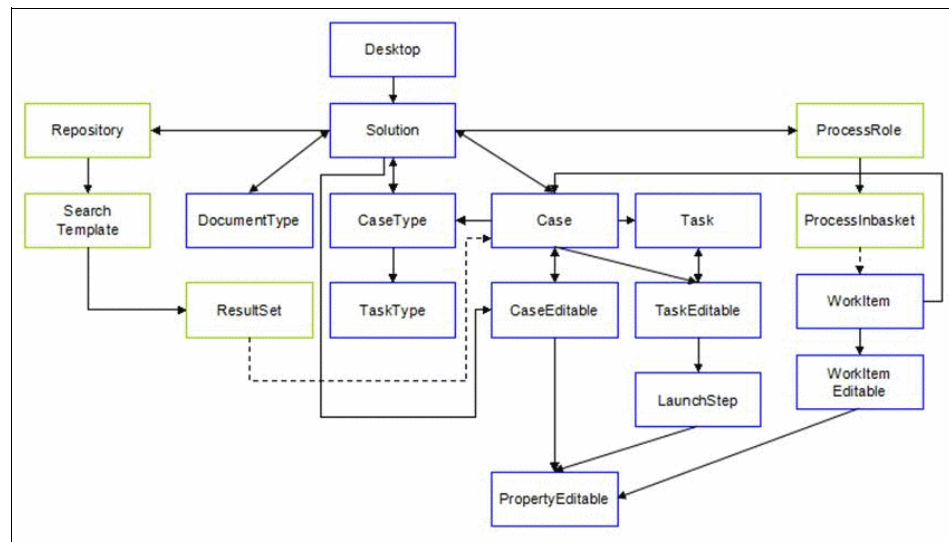 Desktop
Repository
Solution
ProcessRole
Search
Template
DocumentType
CaseType
Case
Task
ProcessInbasket
ResultSet
TaskType
CaseEditable
TaskEditable
WorkItem
LaunchStep
WorkItem
Editable
PropertyEditable